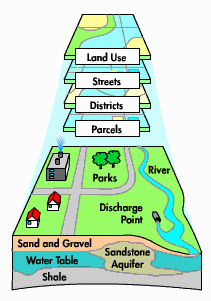 Land Use
Streets
Districts
Parcels
River
Parks
Discharge
Point
Sand and Gravel
Water Table
Sandstone
Aquifer
Shale